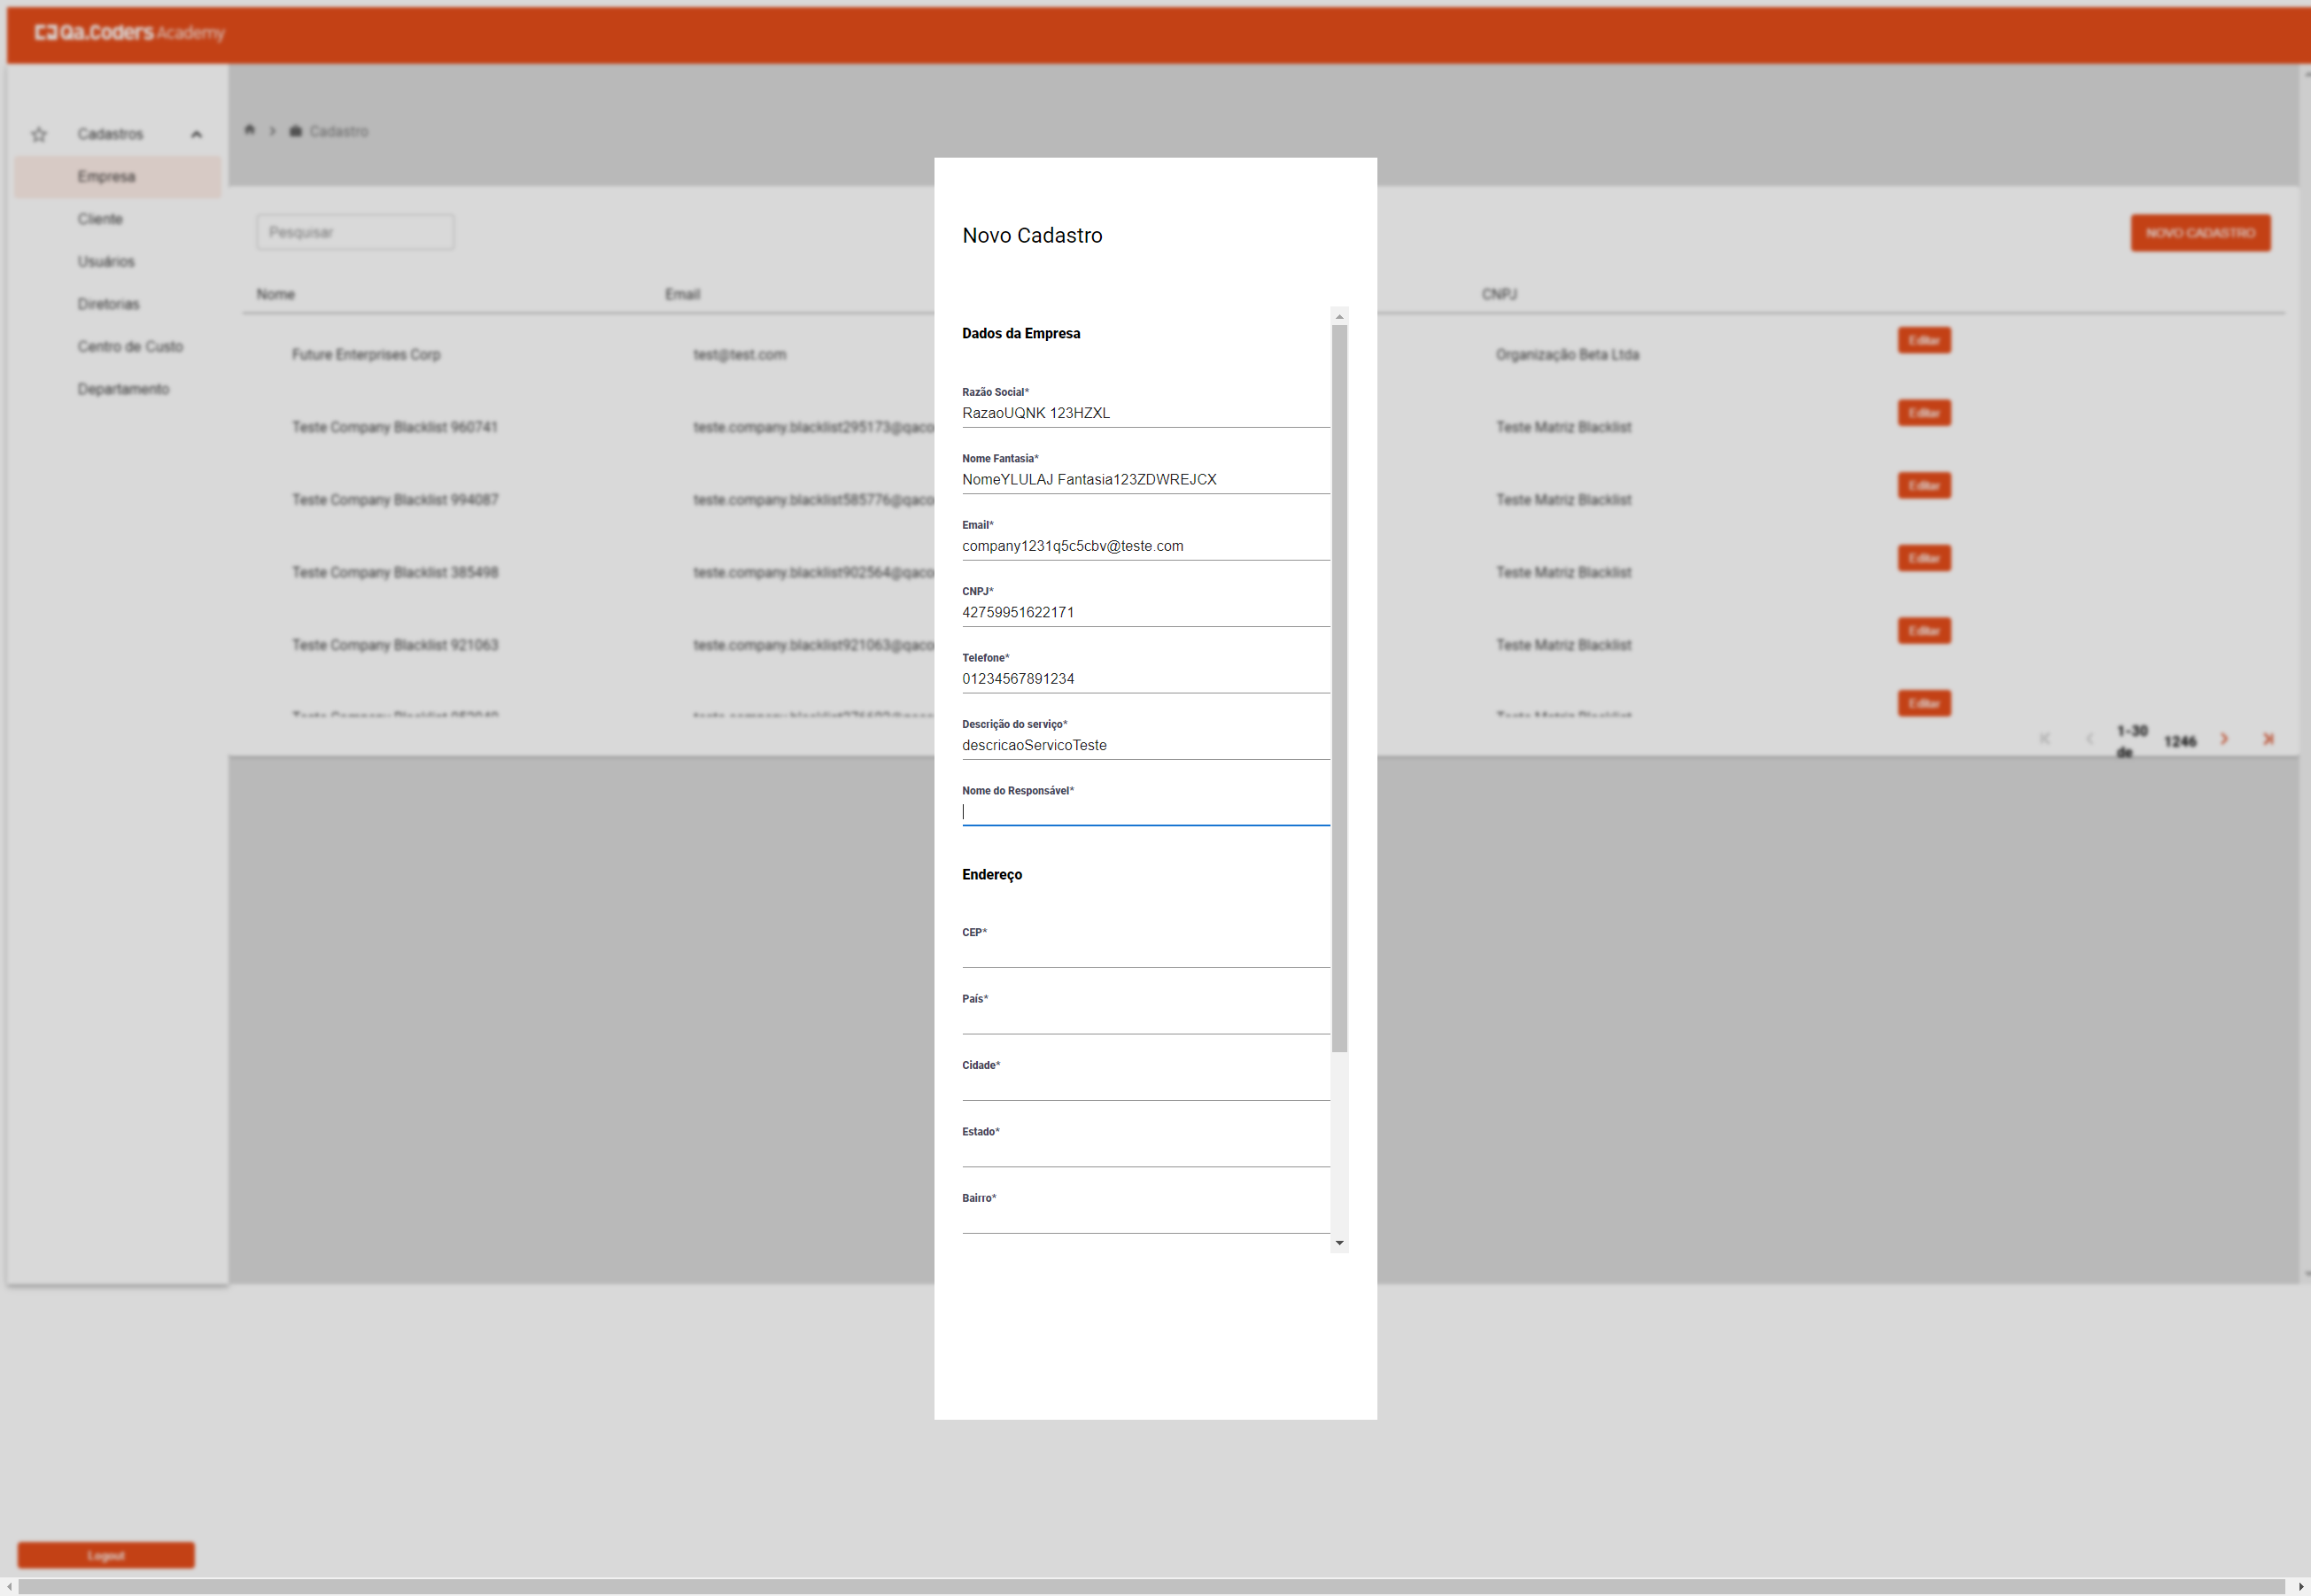 Qa.Coders Academy
Cadastros
Empresa
Cliente
Usuários
Diretorias
Centro de Custo
Departamento
Cadastro
Pesquisar
NOVO CADASTRO
Nome Email CNPJ
Future Enterprises Corp test@test.com Organização Beta Ltda Editar
Teste Company Blacklist 960741 teste.company.blacklist295173@qaco Teste Matriz Blacklist Editar
Teste Company Blacklist 994087 teste.company.blacklist585776@qaco Teste Matriz Blacklist Editar
Teste Company Blacklist 385498 teste.company.blacklist902564@qaco Teste Matriz Blacklist Editar
Teste Company Blacklist 921063 teste.company.blacklist921063@qaco Teste Matriz Blacklist Editar
Teste Company Blacklist Teste Matriz Blacklist Editar
1-30 de 1246
Novo Cadastro
Dados da Empresa
Razão Social*
RazaoUQNK 123HZXL
Nome Fantasia*
NomeYLULAJ Fantasia123ZDWREJCX
Email*
company1231q5c5cbv@teste.com
CNPJ*
42759951622171
Telefone*
01234567891234
Descrição do serviço*
descricaoServicoTeste
Nome do Responsável*
Endereço
CEP*
País*
Cidade*
Estado*
Bairro*
Logout